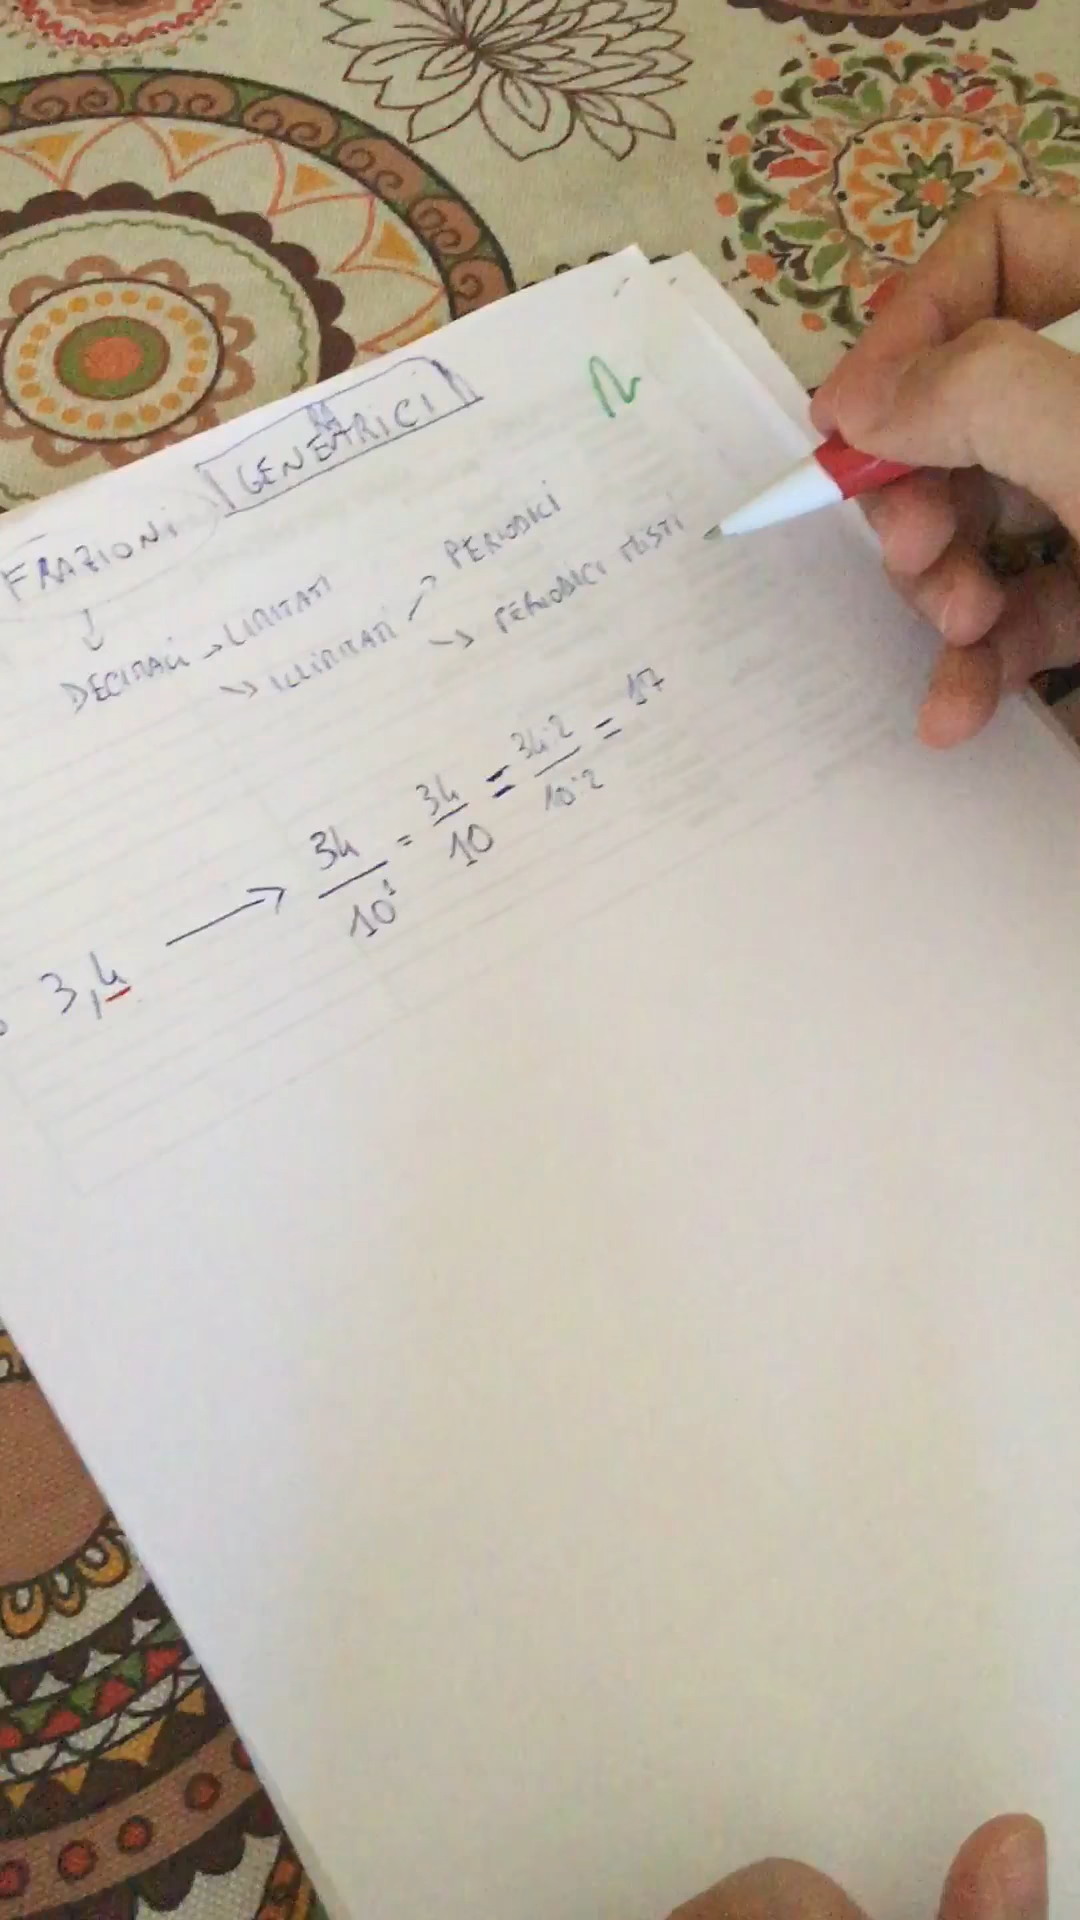 FRAZIONI GENERATRICI
↓
DECIMALI → LIMITATI
↘ ILLIMITATI ↗ PERIODICI
→ PERIODICI MISTI
3,4 → 34/10¹ = 34/10 = 34:2/10:2 = 17